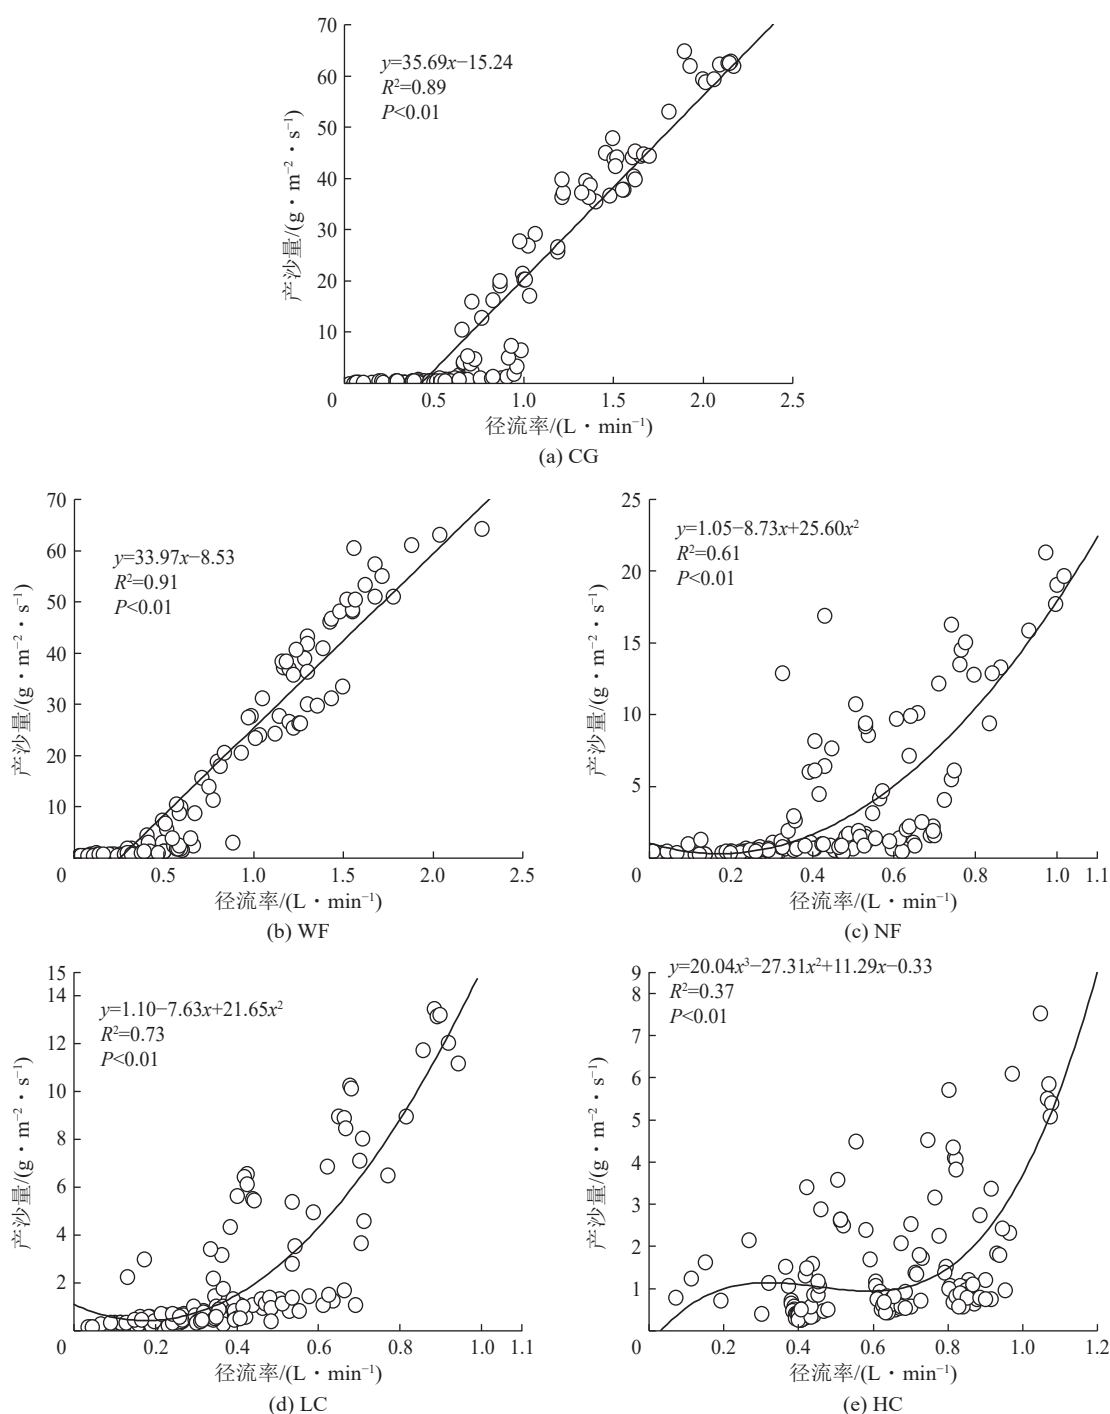 70
60
50
40
30
20
10
0
0.5
1.0
1.5
2.0
2.5
y=35.69x−15.24
R²=0.89
P<0.01
产沙量/(g·m⁻²·s⁻¹)
径流率/(L·min⁻¹)
(a) CG
70
60
50
40
30
20
10
0
0.5
1.0
1.5
2.0
2.5
y=33.97x−8.53
R²=0.91
P<0.01
产沙量/(g·m⁻²·s⁻¹)
径流率/(L·min⁻¹)
(b) WF
25
20
15
10
5
0
0.2
0.4
0.6
0.8
1.0
1.1
y=1.05−8.73x+25.60x²
R²=0.61
P<0.01
产沙量/(g·m⁻²·s⁻¹)
径流率/(L·min⁻¹)
(c) NF
15
14
12
10
8
6
4
2
0
0.2
0.4
0.6
0.8
1.0
1.1
y=1.10−7.63x+21.65x²
R²=0.73
P<0.01
产沙量/(g·m⁻²·s⁻¹)
径流率/(L·min⁻¹)
(d) LC
9
8
7
6
5
4
3
2
1
0
0.2
0.4
0.6
0.8
1.0
1.2
y=20.04x³−27.31x²+11.29x−0.33
R²=0.37
P<0.01
产沙量/(g·m⁻²·s⁻¹)
径流率/(L·min⁻¹)
(e) HC